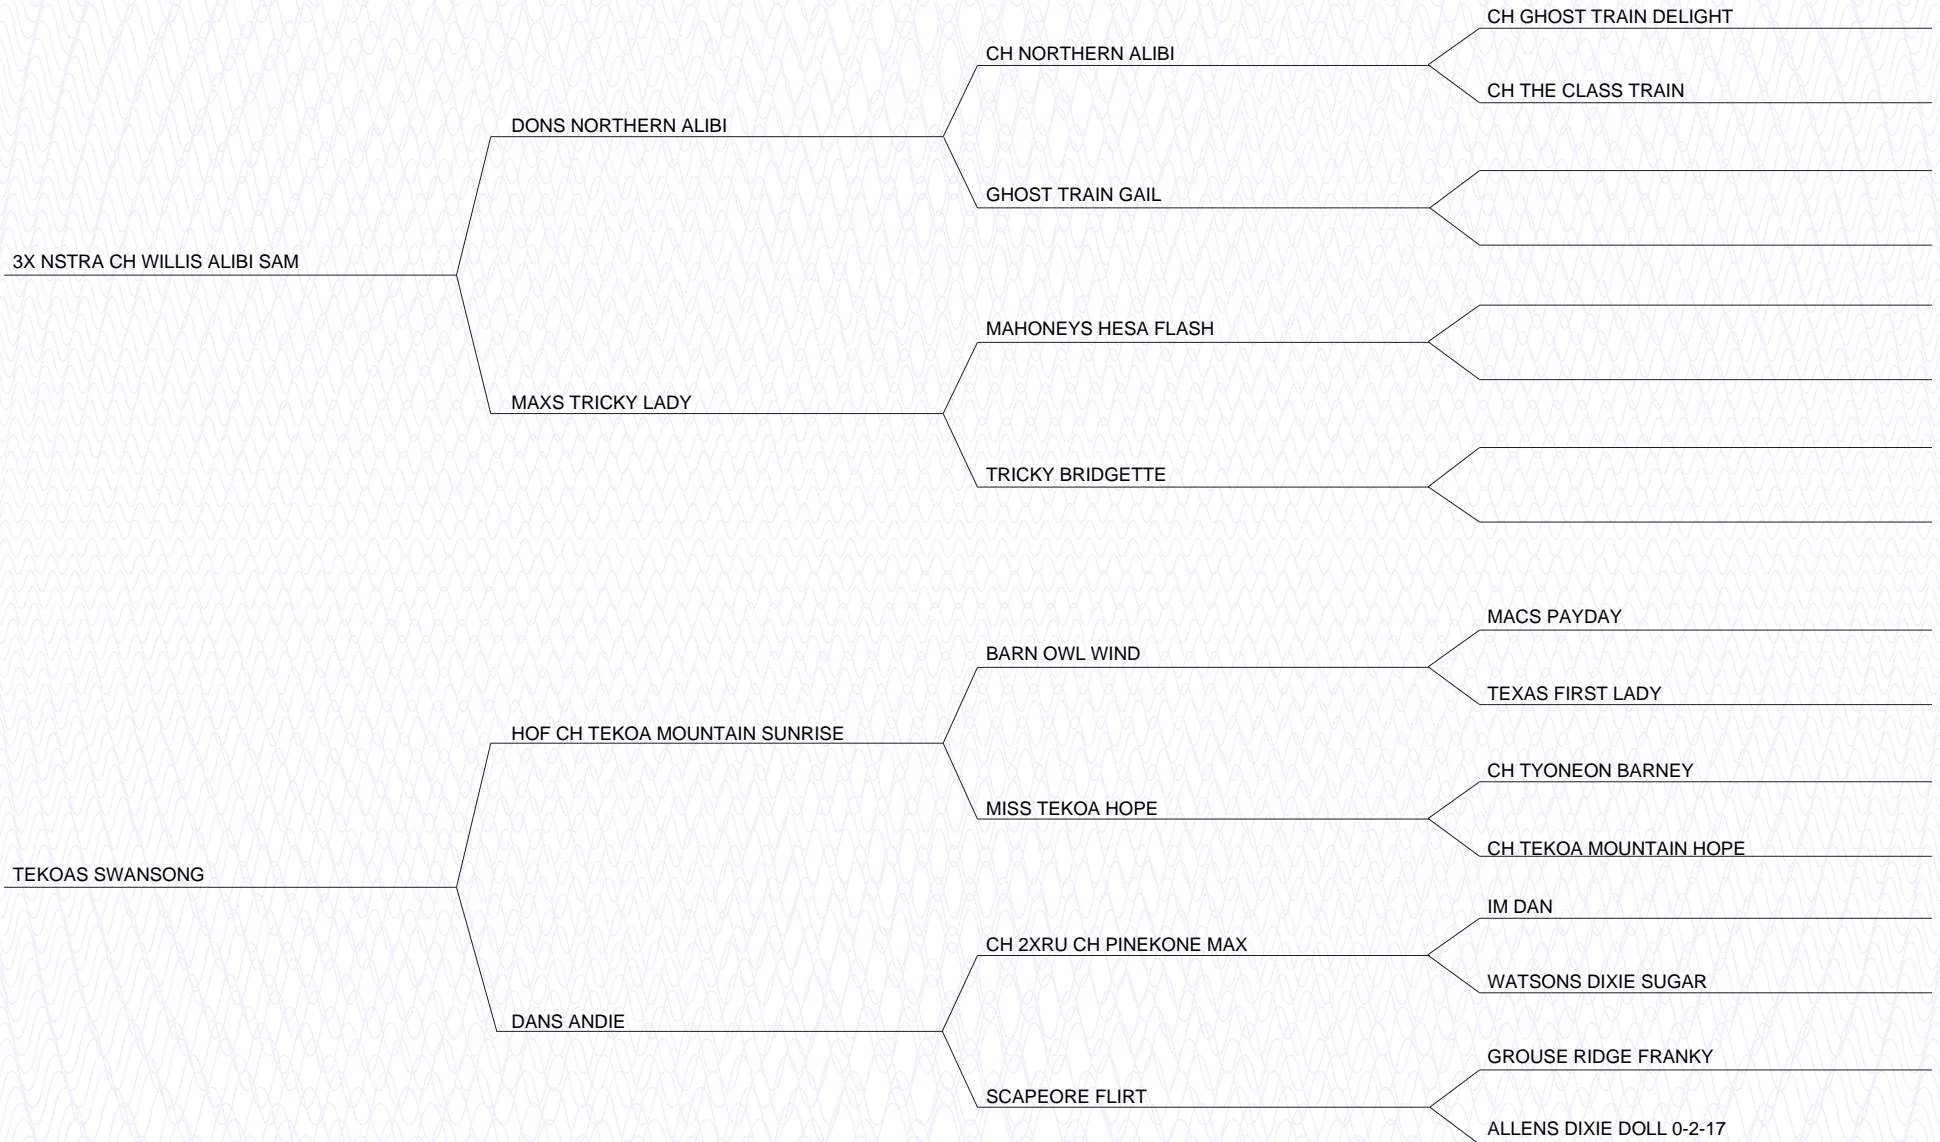 CH GHOST TRAIN DELIGHT
CH NORTHERN ALIBI
CH THE CLASS TRAIN
DONS NORTHERN ALIBI
GHOST TRAIN GAIL
3X NSTRA CH WILLIS ALIBI SAM
MAHONEYS HESA FLASH
MAXS TRICKY LADY
TRICKY BRIDGETTE
MACS PAYDAY
BARN OWL WIND
TEXAS FIRST LADY
HOF CH TEKOA MOUNTAIN SUNRISE
CH TYONEON BARNEY
MISS TEKOA HOPE
CH TEKOA MOUNTAIN HOPE
TEKOAS SWANSONG
IM DAN
CH 2XRU CH PINEKONE MAX
WATSONS DIXIE SUGAR
DANS ANDIE
GROUSE RIDGE FRANKY
SCAPEORE FLIRT
ALLENS DIXIE DOLL 0-2-17